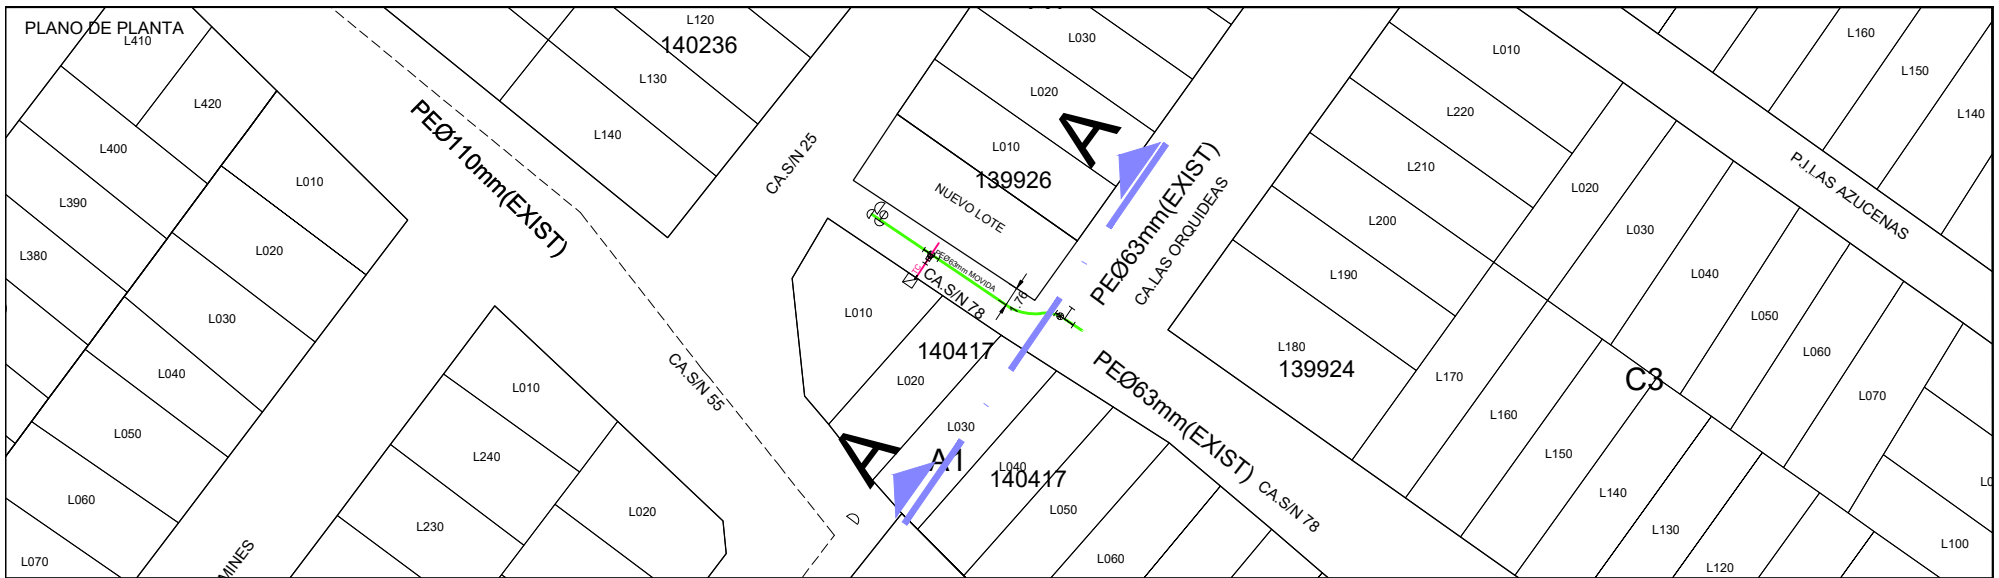 PLANO DE PLANTA
L410
L420
L400
L390
L380
L010
L020
L030
L040
L050
L060
L070
L120
140236
L130
L140
PEØ110mm(EXIST)
CA.S/N 25
CA.S/N 55
L010
L240
L230
L020
L030
L020
L010
139926
NUEVO LOTE
A
PEØ63mm(EXIST)
CA.LAS ORQUIDEAS
TC
PEØ63mm MOVIDA
CA.S/N 78
L010
140417
L020
L030
A
A1
L040
140417
L050
L060
PEØ63mm(EXIST)
CA.S/N 78
L010
L220
L210
L200
L190
L180
139924
L170
L160
L150
L140
L130
L120
L020
L030
L040
L050
L060
L070
C3
L100
L160
L150
L140
PJ.LAS AZUCENAS